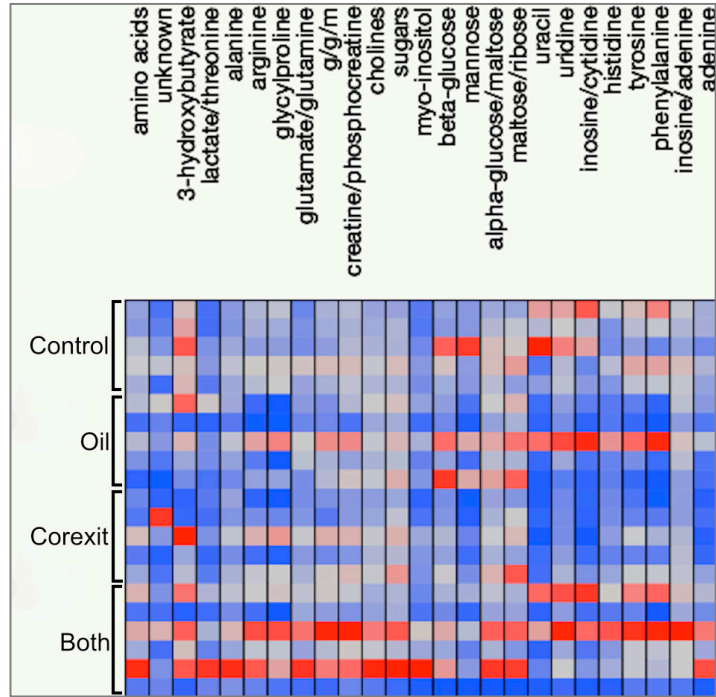 amino acids
unknown
3-hydroxybutyrate
lactate/threonine
alanine
arginine
glycylproline
glutamate/glutamine
g/g/m
creatine/phosphocreatine
cholines
sugars
myo-inositol
beta-glucose
mannose
alpha-glucose/maltose
maltose/ribose
uracil
uridine
inosine/cytidine
histidine
tyrosine
phenylalanine
inosine/adenine
adenine
Control
Oil
Corexit
Both